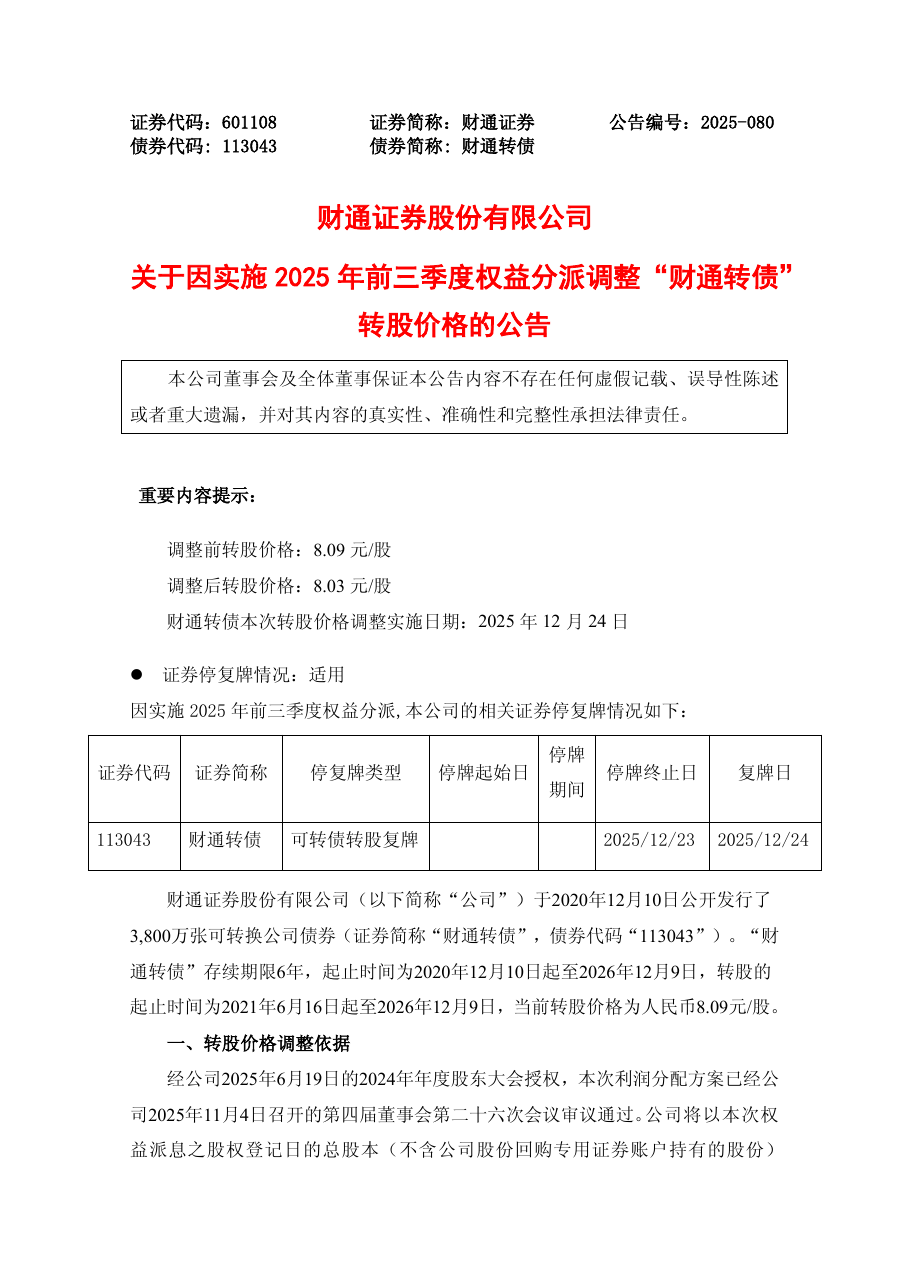 证券代码：601108 证券简称：财通证券 公告编号：2025-080
债券代码：113043 债券简称：财通转债
财通证券股份有限公司
关于因实施 2025 年前三季度权益分派调整“财通转债”
转股价格的公告
本公司董事会及全体董事保证本公告内容不存在任何虚假记载、误导性陈述
或者重大遗漏，并对其内容的真实性、准确性和完整性承担法律责任。
重要内容提示：
调整前转股价格：8.09 元/股
调整后转股价格：8.03 元/股
财通转债本次转股价格调整实施日期：2025 年 12 月 24 日
● 证券停复牌情况：适用
因实施 2025 年前三季度权益分派,本公司的相关证券停复牌情况如下：
证券代码 证券简称 停复牌类型 停牌起始日 停牌期间 停牌终止日 复牌日
113043 财通转债 可转债转股复牌 2025/12/23 2025/12/24
财通证券股份有限公司（以下简称“公司”）于2020年12月10日公开发行了
3,800万张可转换公司债券（证券简称“财通转债”，债券代码“113043”）。“财
通转债”存续期限6年，起止时间为2020年12月10日起至2026年12月9日，转股的
起止时间为2021年6月16日起至2026年12月9日，当前转股价格为人民币8.09元/股。
一、转股价格调整依据
经公司2025年6月19日的2024年年度股东大会授权，本次利润分配方案已经公
司2025年11月4日召开的第四届董事会第二十六次会议审议通过。公司将以本次权
益派息之股权登记日的总股本（不含公司股份回购专用证券账户持有的股份）